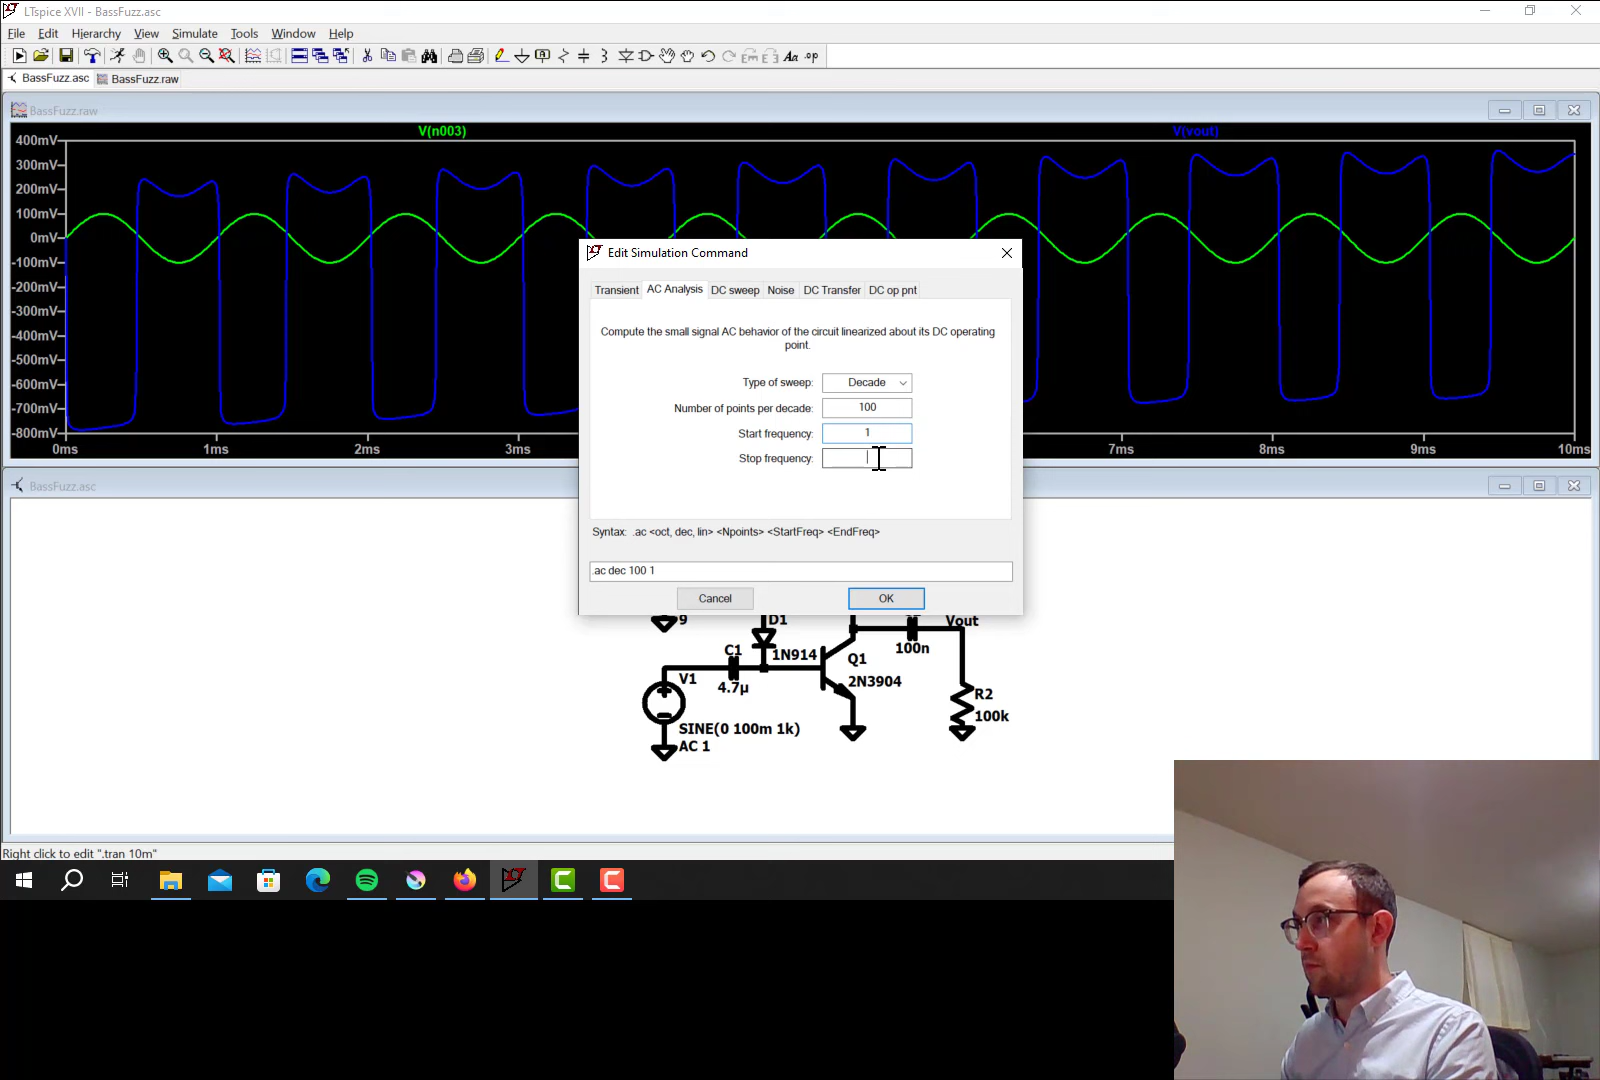 LTspice XVII - BassFuzz.asc
File Edit Hierarchy View Simulate Tools Window Help
BassFuzz.asc BassFuzz.raw
BassFuzz.raw
V(n003) V(vout)
400mV
300mV
200mV
100mV
0mV
-100mV
-200mV
-300mV
-400mV
-500mV
-600mV
-700mV
-800mV
0ms 1ms 2ms 3ms 7ms 8ms 9ms 10ms
Edit Simulation Command
Transient AC Analysis DC sweep Noise DC Transfer DC op pnt
Compute the small signal AC behavior of the circuit linearized about its DC operating
point.
Type of sweep: Decade
Number of points per decade: 100
Start frequency: 1
Stop frequency:
Syntax: .ac <oct, dec, lin> <Npoints> <StartFreq> <EndFreq>
.ac dec 100 1
Cancel OK
BassFuzz.asc
9
D1
1N914
C1
4.7µ
V1
SINE(0 100m 1k)
AC 1
Q1
2N3904
100n
Vout
R2
100k
Right click to edit ".tran 10m"